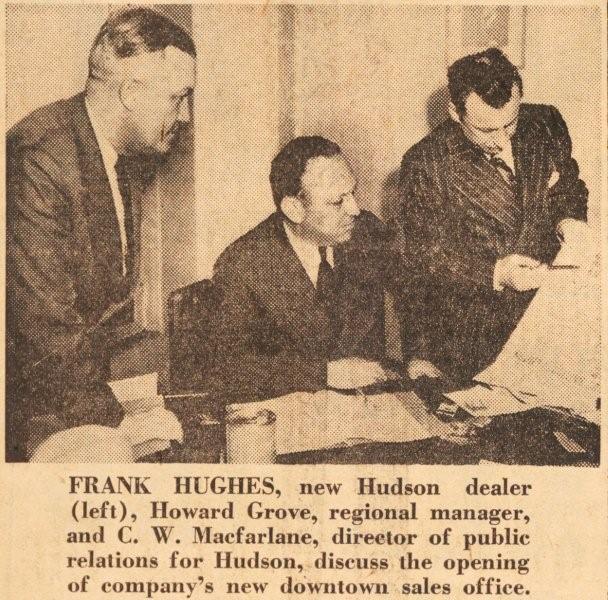 FRANK HUGHES, new Hudson dealer
(left), Howard Grove, regional manager,
and C. W. Macfarlane, director of public
relations for Hudson, discuss the opening
of company's new downtown sales office.